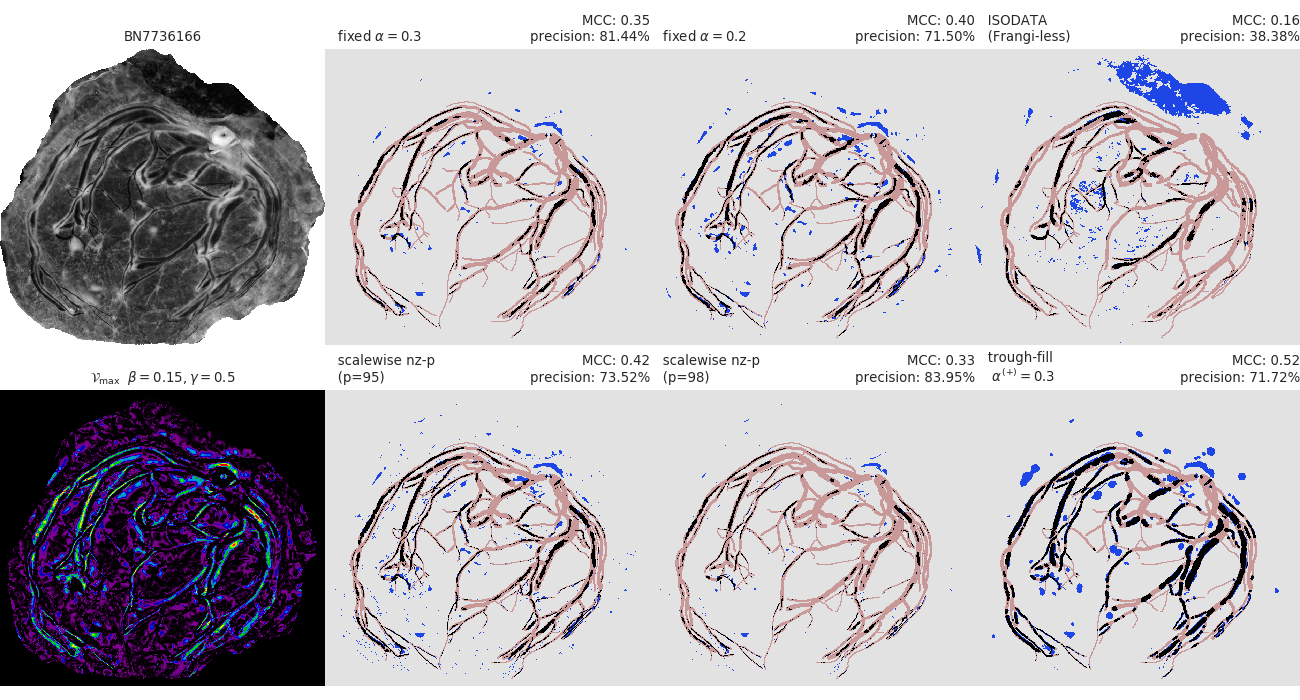 BN7736166
fixed α = 0.3
MCC: 0.35
precision: 81.44%
fixed α = 0.2
MCC: 0.40
precision: 71.50%
ISODATA
(Frangi-less)
MCC: 0.16
precision: 38.38%
𝒱max β = 0.15, γ = 0.5
scalewise nz-p
(p=95)
MCC: 0.42
precision: 73.52%
scalewise nz-p
(p=98)
MCC: 0.33
precision: 83.95%
trough-fill
α(+) = 0.3
MCC: 0.52
precision: 71.72%